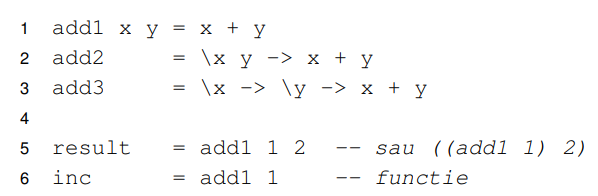 1 add1 x y = x + y
2 add2     = \x y -> x + y
3 add3     = \x -> \y -> x + y
4
5 result   = add1 1 2  -- sau ((add1 1) 2)
6 inc      = add1 1    -- functie